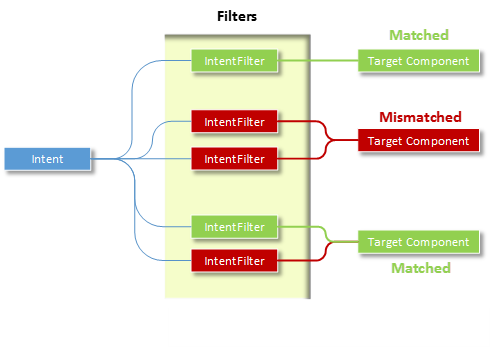 Filters
Matched
IntentFilter
Target Component
Mismatched
IntentFilter
Target Component
Intent
IntentFilter
IntentFilter
Target Component
IntentFilter
Matched